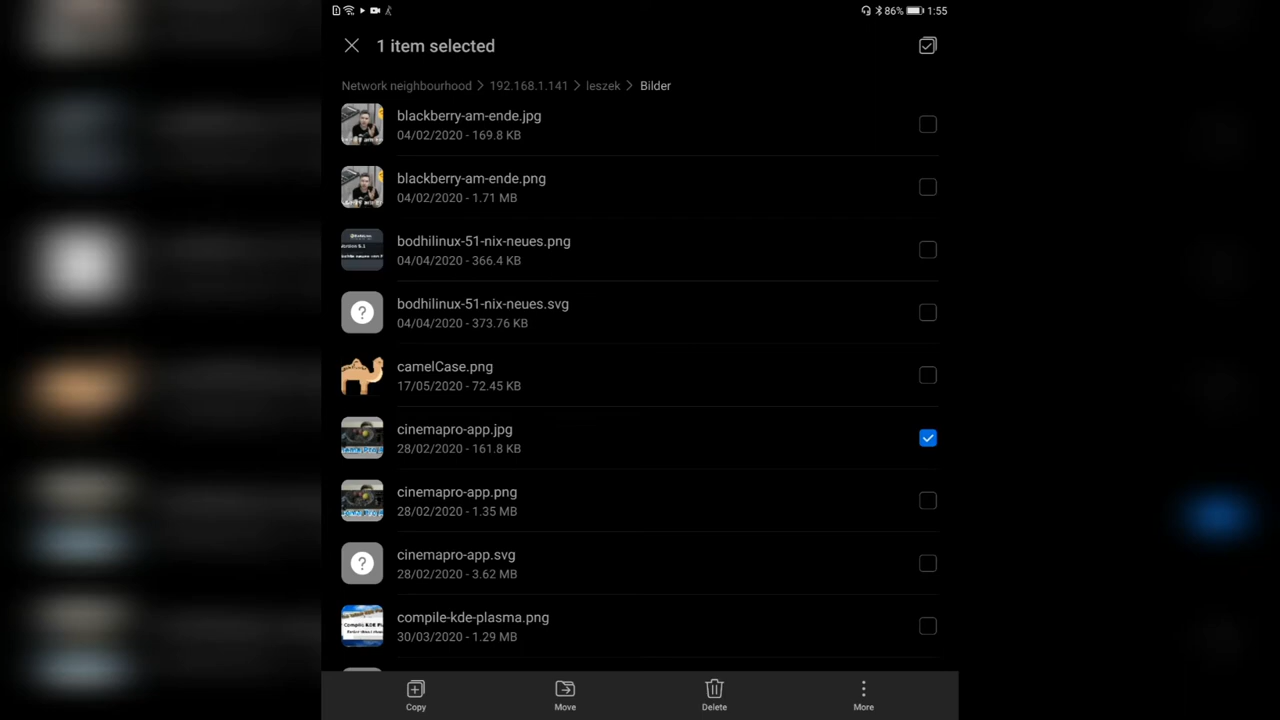 86% 1:55
1 item selected
Network neighbourhood > 192.168.1.141 > leszek > Bilder
blackberry-am-ende.jpg
04/02/2020 - 169.8 KB
blackberry-am-ende.png
04/02/2020 - 1.71 MB
bodhilinux-51-nix-neues.png
04/04/2020 - 366.4 KB
bodhilinux-51-nix-neues.svg
04/04/2020 - 373.76 KB
camelCase.png
17/05/2020 - 72.45 KB
cinemapro-app.jpg
28/02/2020 - 161.8 KB
cinemapro-app.png
28/02/2020 - 1.35 MB
cinemapro-app.svg
28/02/2020 - 3.62 MB
compile-kde-plasma.png
30/03/2020 - 1.29 MB
Copy Move Delete More